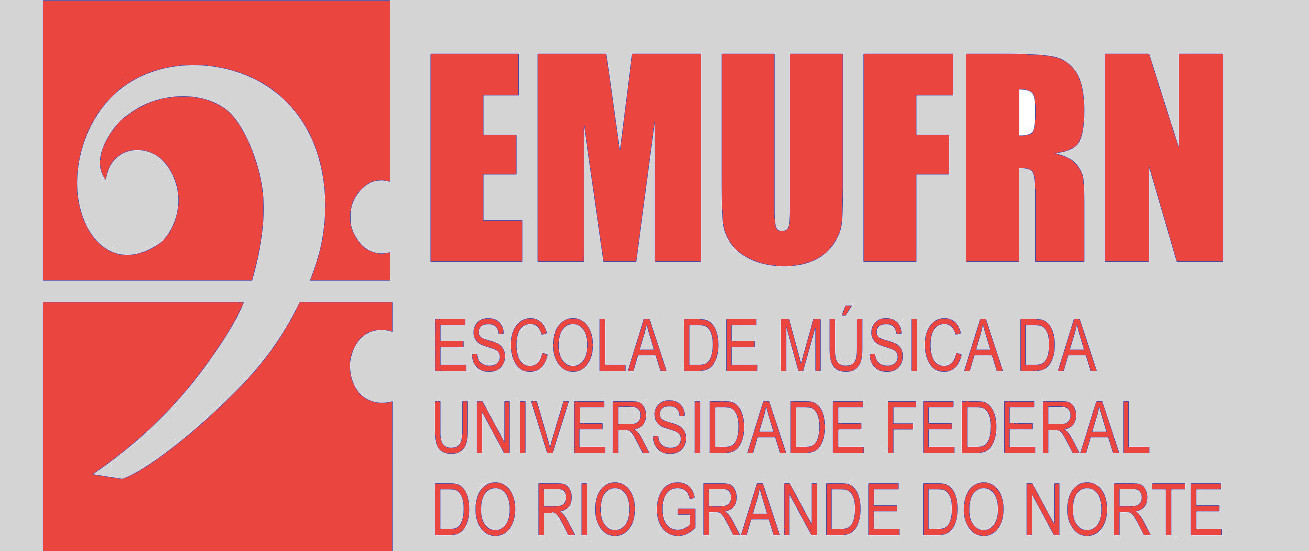 EMUFRN
ESCOLA DE MÚSICA DA
UNIVERSIDADE FEDERAL
DO RIO GRANDE DO NORTE